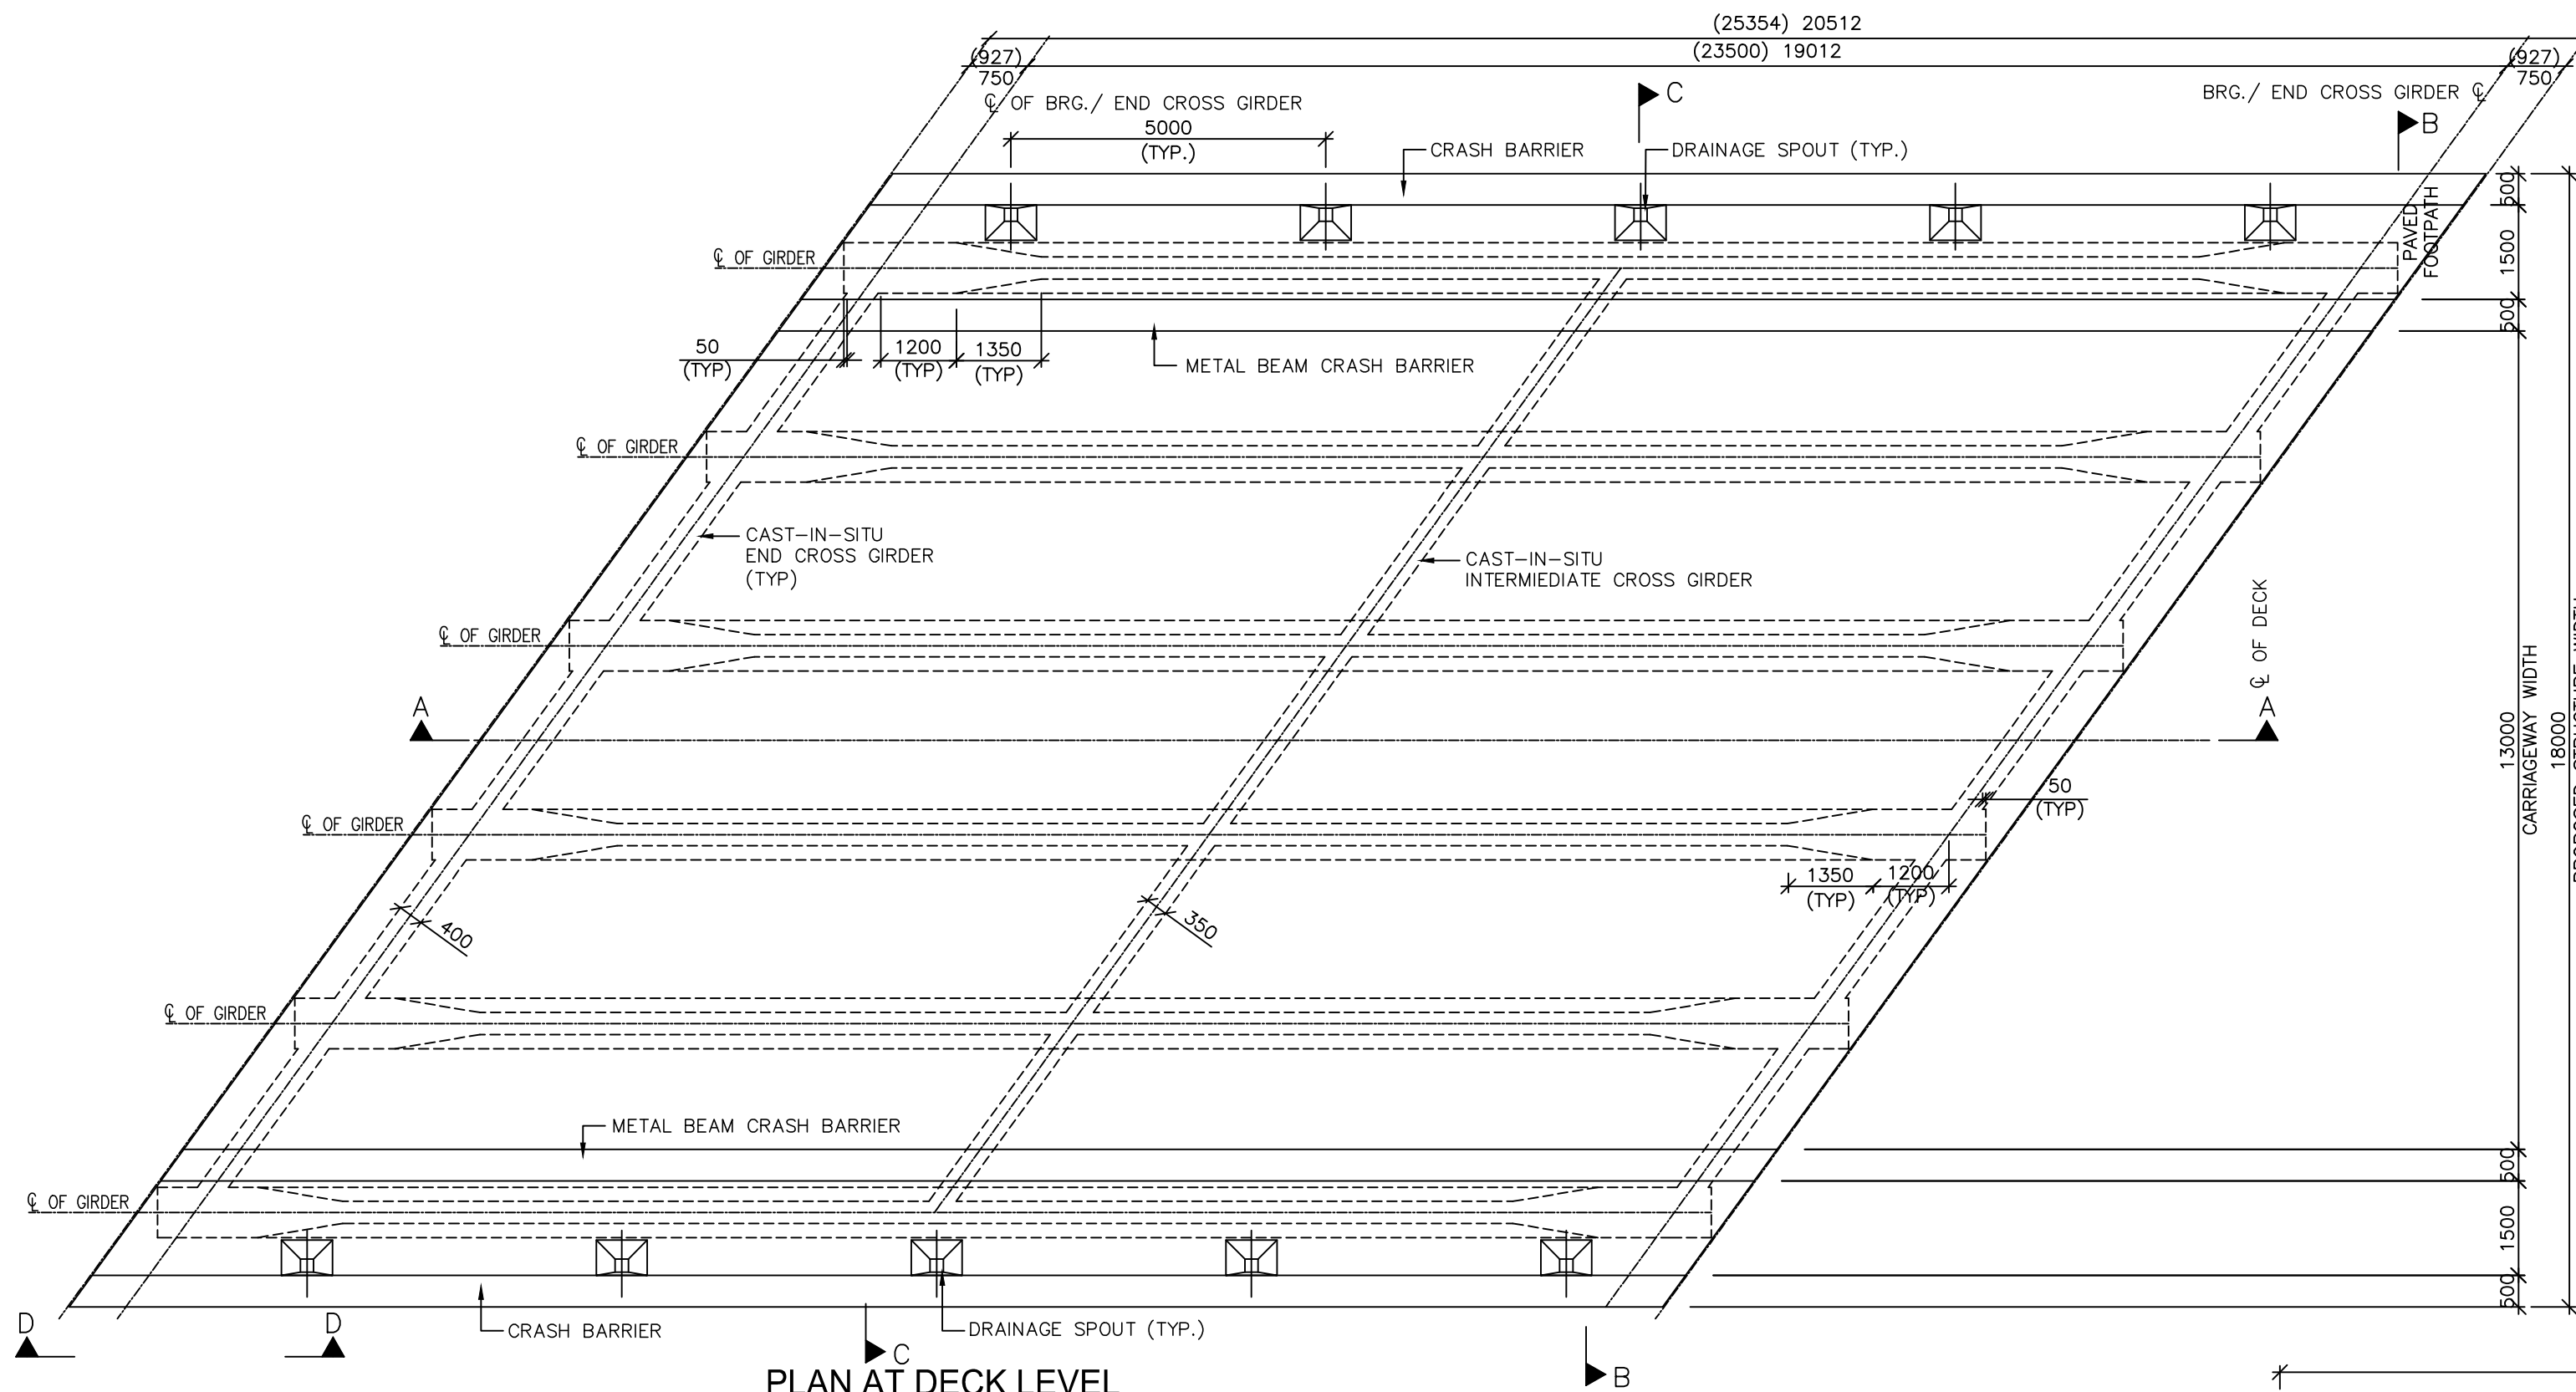 (25354) 20512
(23500) 19012
(927)
750
(927)
750
℄ OF BRG./ END CROSS GIRDER
C
BRG./ END CROSS GIRDER ℄
B
5000
(TYP.)
CRASH BARRIER
DRAINAGE SPOUT (TYP.)
500
PAVED
FOOTPATH
1500
500
℄ OF GIRDER
50
(TYP)
1200
(TYP)
1350
(TYP)
METAL BEAM CRASH BARRIER
℄ OF GIRDER
CAST-IN-SITU
END CROSS GIRDER
(TYP)
CAST-IN-SITU
INTERMIEDIATE CROSS GIRDER
℄ OF GIRDER
℄ OF DECK
A
A
13000
CARRIAGEWAY WIDTH
18000
PROPOSED STRUCTURE WIDTH
50
(TYP)
℄ OF GIRDER
1350
(TYP)
1200
(TYP)
400
350
℄ OF GIRDER
METAL BEAM CRASH BARRIER
500
℄ OF GIRDER
1500
500
D
D
CRASH BARRIER
DRAINAGE SPOUT (TYP.)
C
B
PLAN AT DECK LEVEL